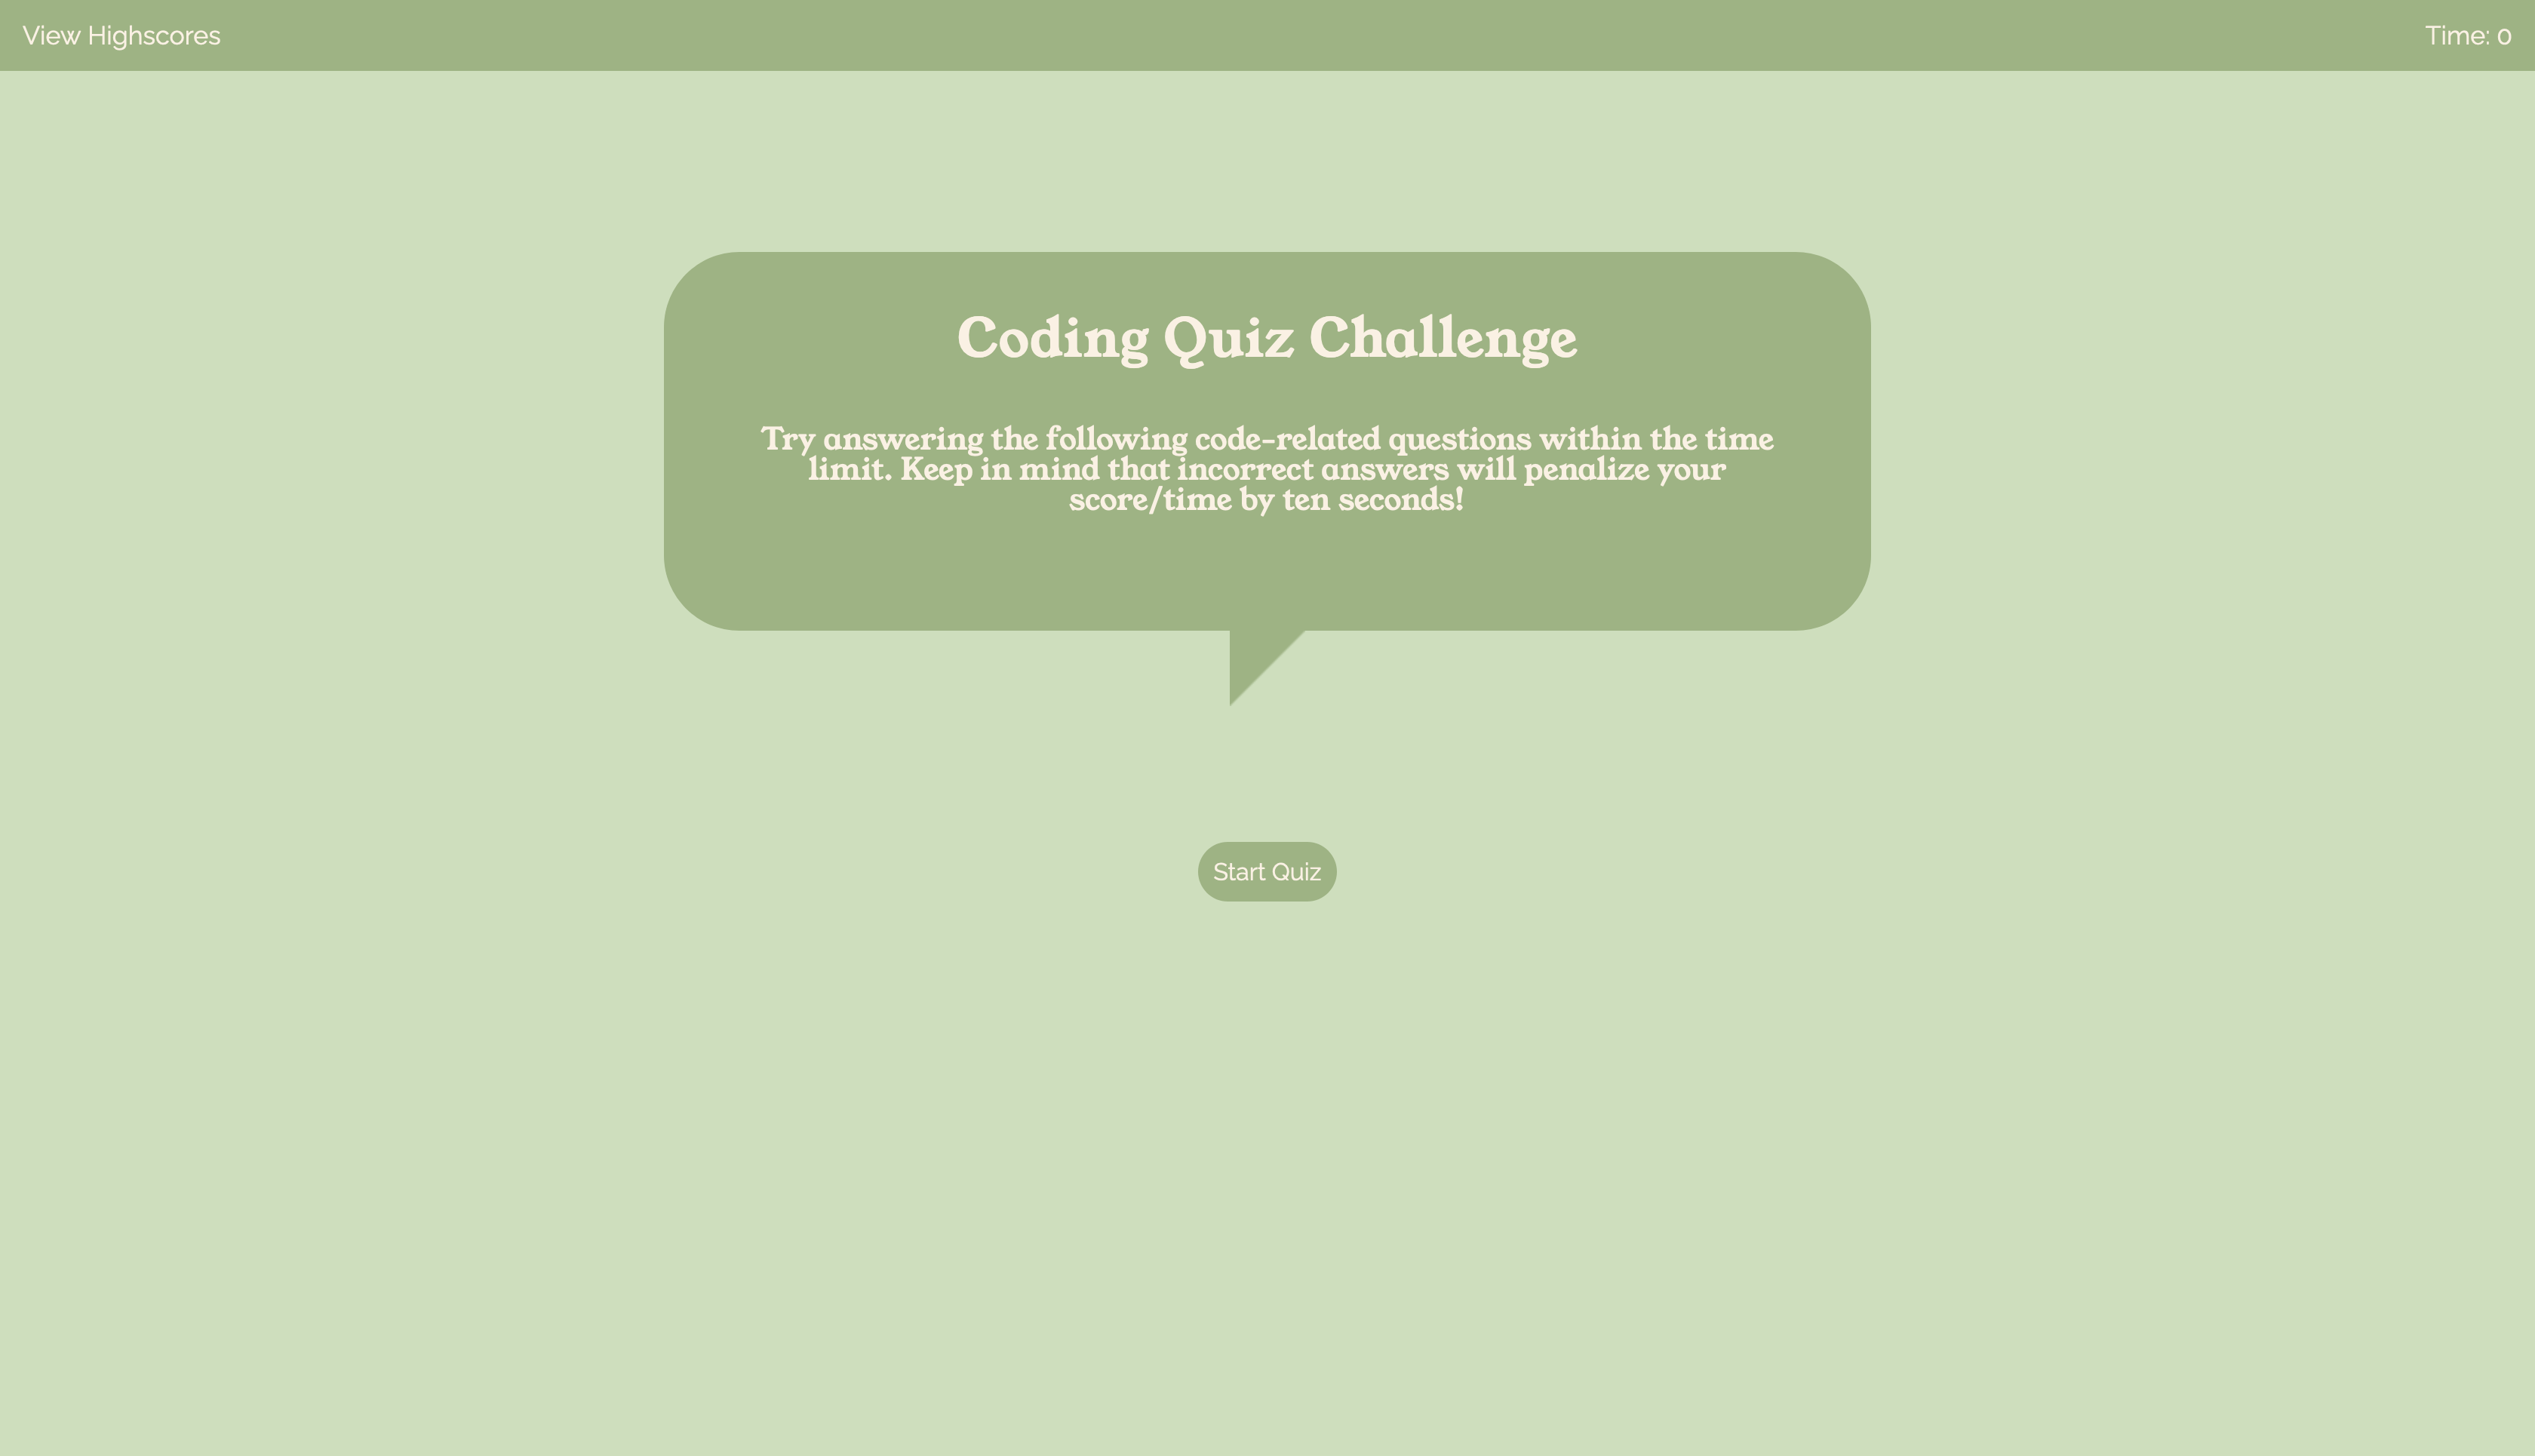 View Highscores
Time: 0
Coding Quiz Challenge
Try answering the following code-related questions within the time
limit. Keep in mind that incorrect answers will penalize your
score/time by ten seconds!
Start Quiz